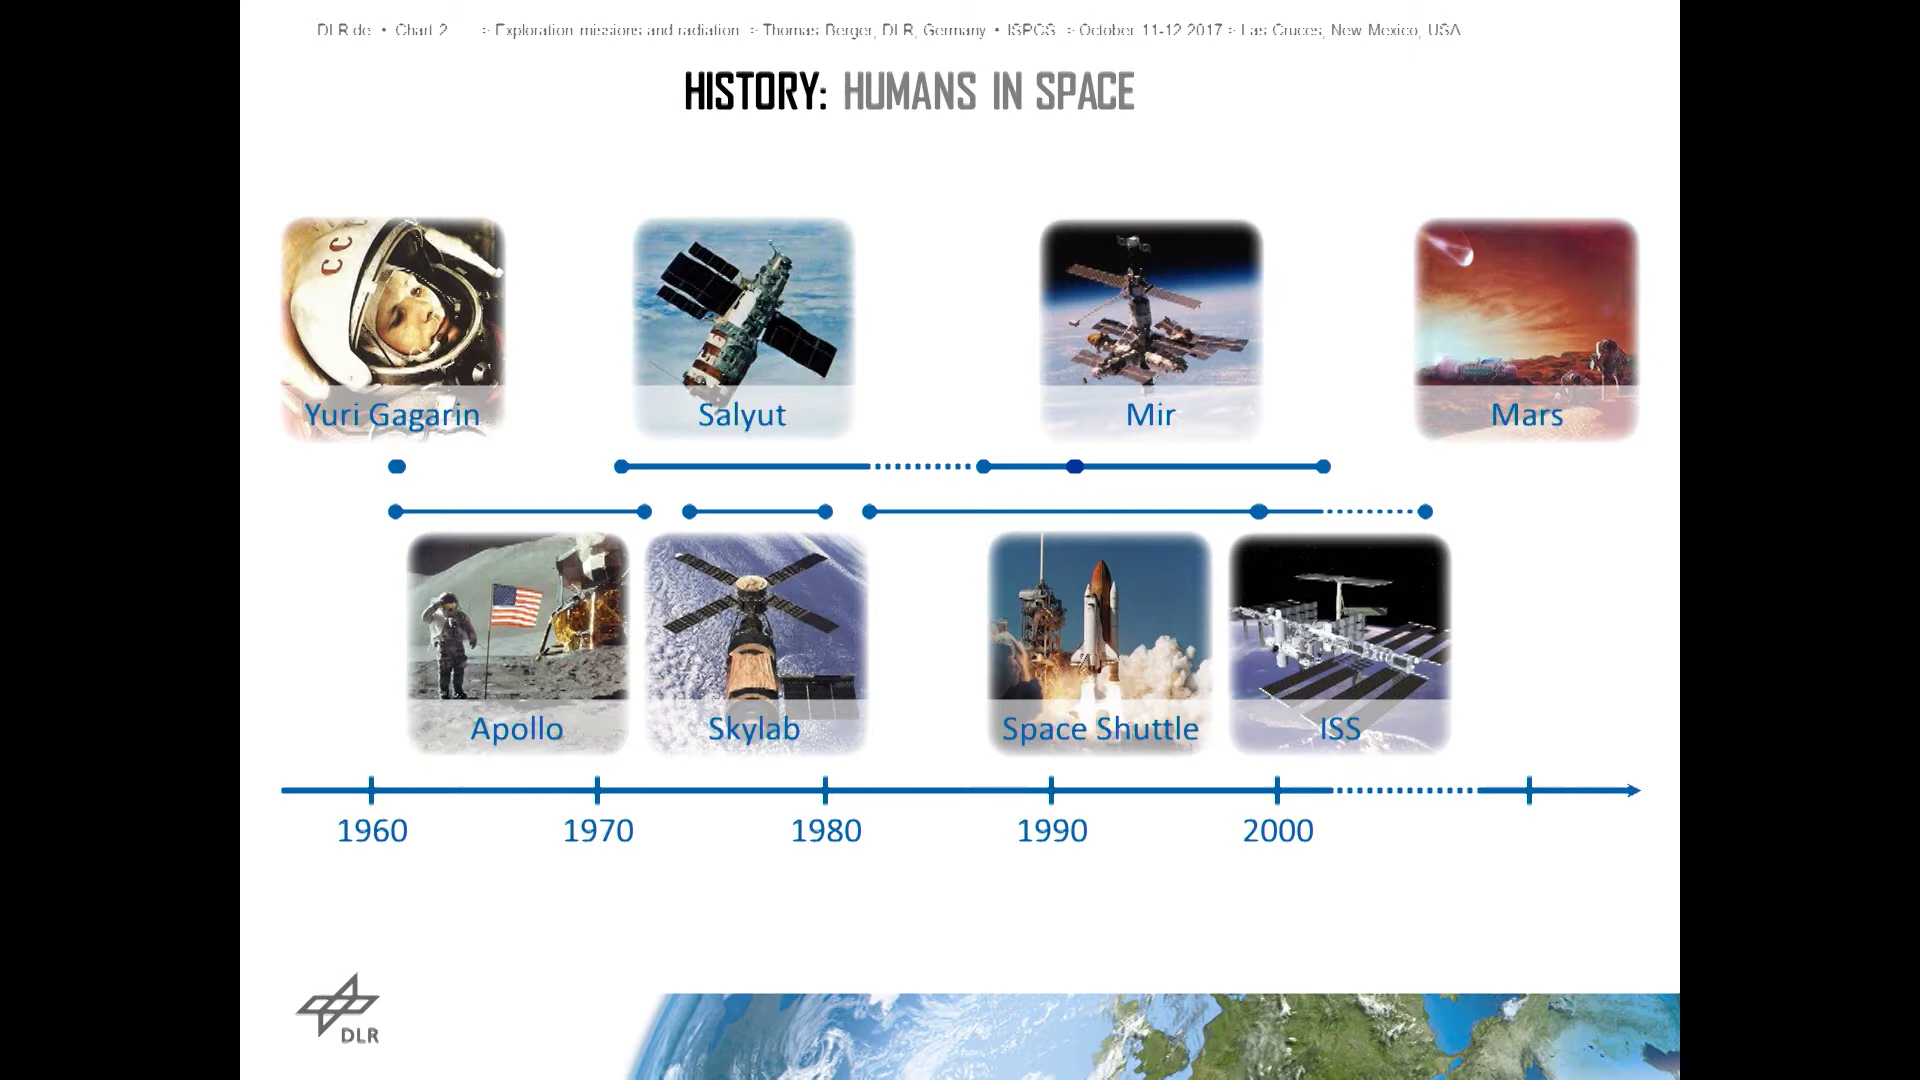 DLR.de • Chart 2 > Exploration missions and radiation > Thomas Berger, DLR, Germany • ISPCS > October 11-12 2017 > Las Cruces, New Mexico, USA
HISTORY: HUMANS IN SPACE
CC
Yuri Gagarin
Salyut
Mir
Mars
Apollo
Skylab
Space Shuttle
ISS
1960
1970
1980
1990
2000
DLR